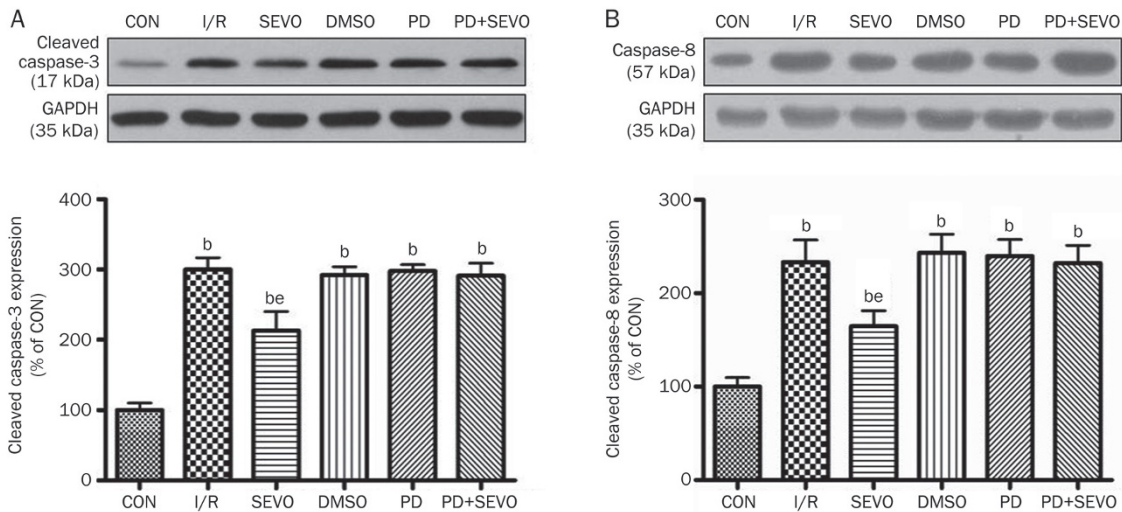 A
CON I/R SEVO DMSO PD PD+SEVO
Cleaved
caspase-3
(17 kDa)
GAPDH
(35 kDa)
Cleaved caspase-3 expression
(% of CON)
400
300
200
100
0
b
be
b
b
b
CON I/R SEVO DMSO PD PD+SEVO
B
CON I/R SEVO DMSO PD PD+SEVO
Caspase-8
(57 kDa)
GAPDH
(35 kDa)
Cleaved caspase-8 expression
(% of CON)
300
200
100
0
b
be
b
b
b
CON I/R SEVO DMSO PD PD+SEVO